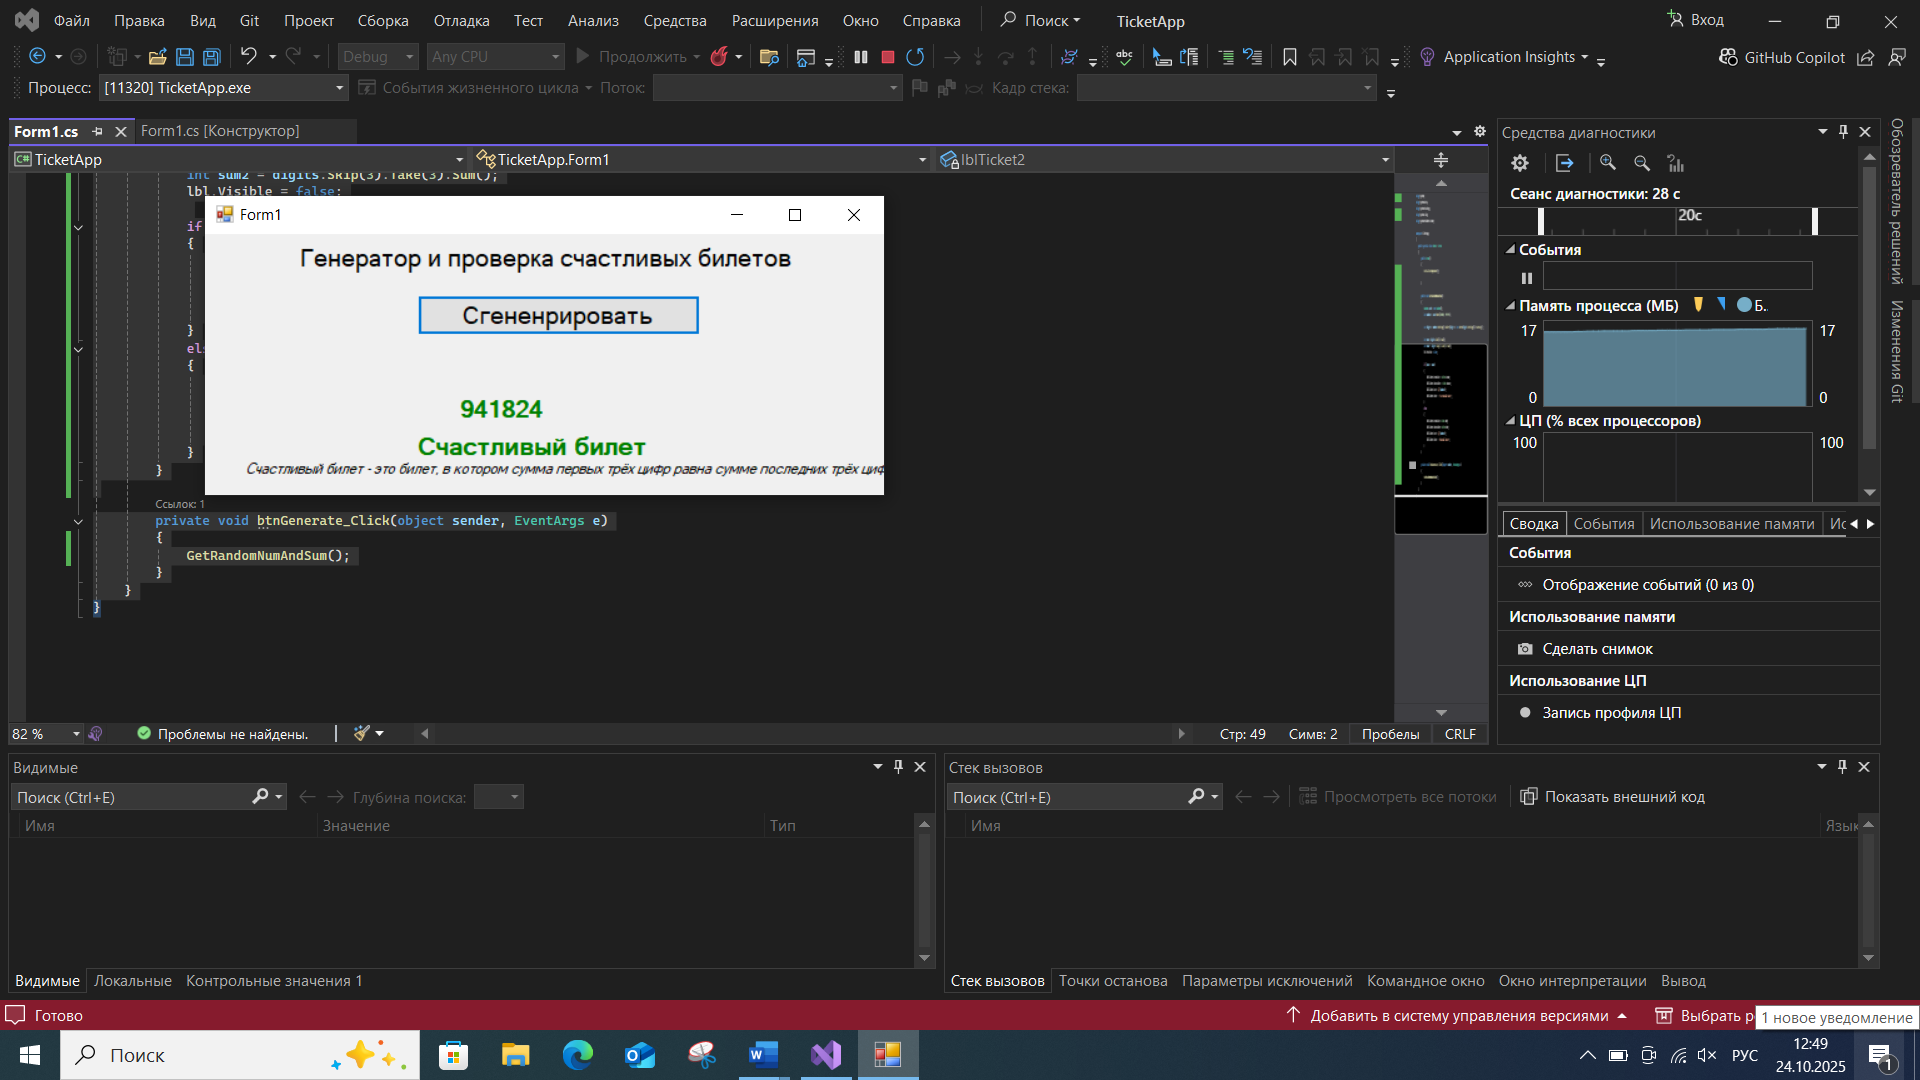 Файл Правка Вид Git Проект Сборка Отладка Тест Анализ Средства Расширения Окно Справка Поиск TicketApp Вход
Debug Any CPU Продолжить Application Insights GitHub Copilot
Процесс: [11320] TicketApp.exe События жизненного цикла Поток: Кадр стека:
Form1.cs Form1.cs [Конструктор]
TicketApp TicketApp.Form1 lblTicket2
int sum2 = digits.Skip(3).Take(3).Sum();
lbl.Visible = false;
if
{
}
els
{
}
}
Form1
Генератор и проверка счастливых билетов
Сгененрировать
941824
Счастливый билет
Счастливый билет - это билет, в котором сумма первых трёх цифр равна сумме последних трёх циф
Ссылок: 1
private void btnGenerate_Click(object sender, EventArgs e)
{
GetRandomNumAndSum();
}
}
}
82 % Проблемы не найдены. Стр: 49 Симв: 2 Пробелы CRLF
Средства диагностики
Сеанс диагностики: 28 с
20с
События
Память процесса (МБ) Б..
17 17
0 0
ЦП (% всех процессоров)
100 100
Сводка События Использование памяти Ис
События
Отображение событий (0 из 0)
Использование памяти
Сделать снимок
Использование ЦП
Запись профиля ЦП
Обозреватель решений
Изменения Git
Видимые
Поиск (Ctrl+E) Глубина поиска:
Имя Значение Тип
Видимые Локальные Контрольные значения 1
Стек вызовов
Поиск (Ctrl+E) Просмотреть все потоки Показать внешний код
Имя Язык
Стек вызовов Точки останова Параметры исключений Командное окно Окно интерпретации Вывод
Готово Добавить в систему управления версиями Выбрать р
1 новое уведомление
Поиск
РУС
12:49
24.10.2025
1